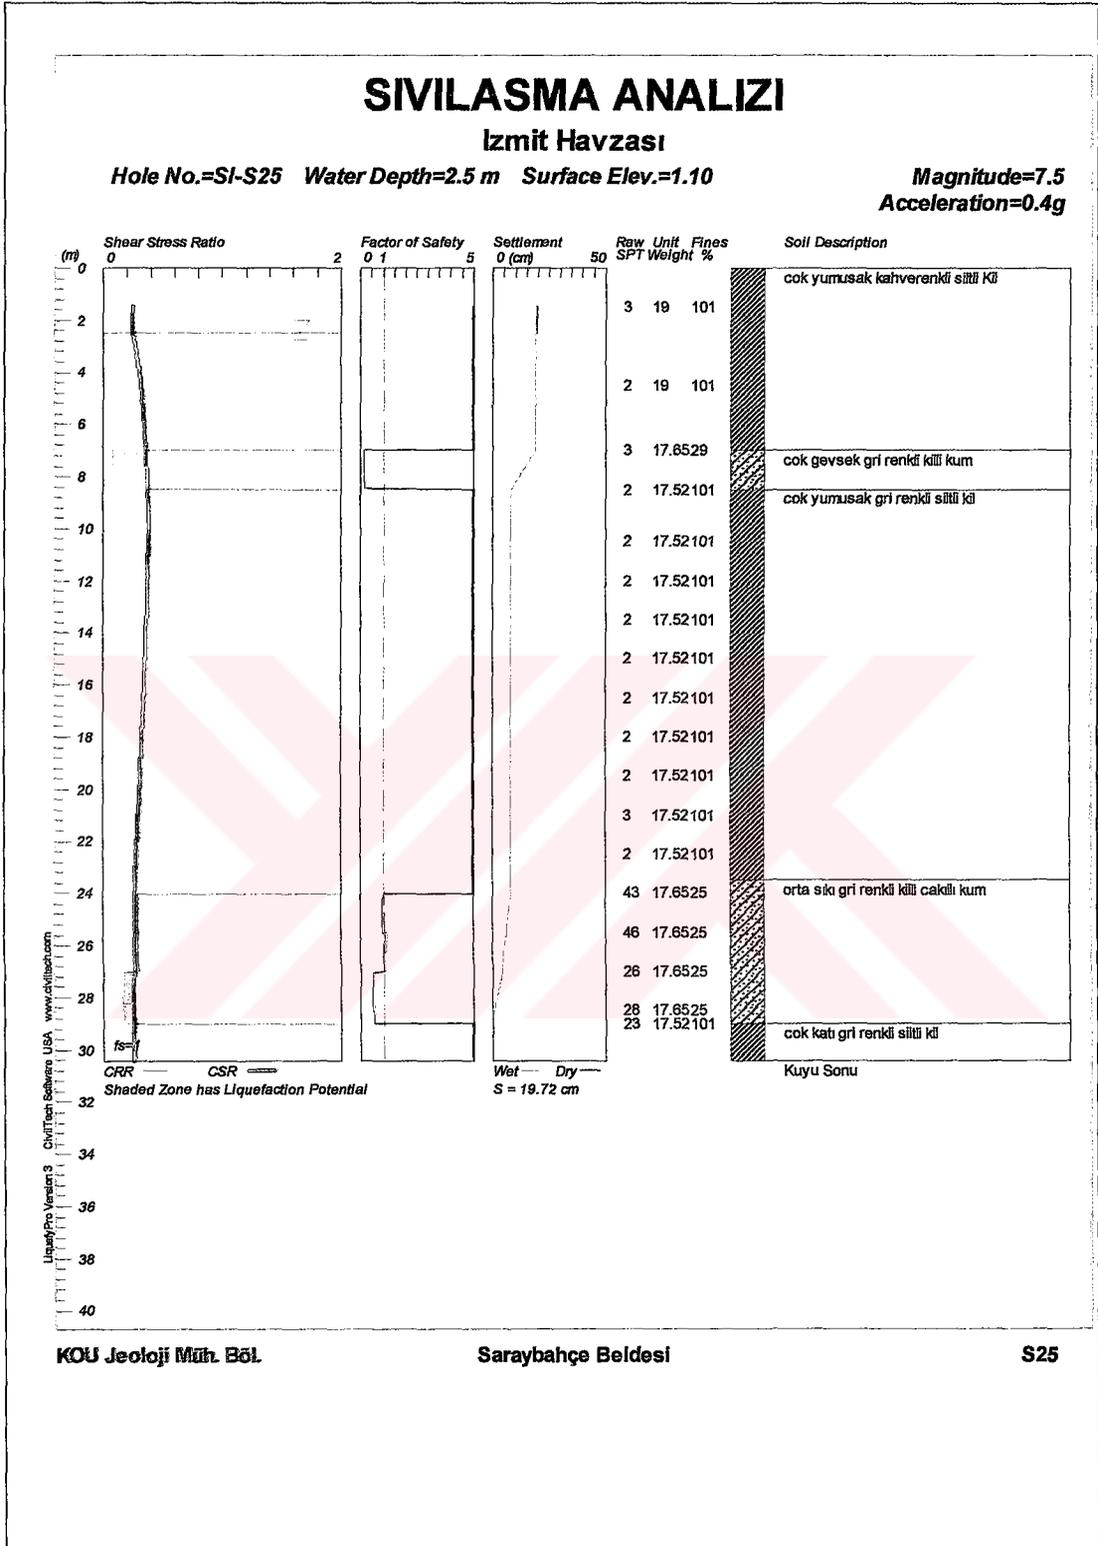 SIVILASMA ANALIZI
Izmit Havzası
Hole No.=SI-S25 Water Depth=2.5 m Surface Elev.=1.10 Magnitude=7.5
Acceleration=0.4g
Shear Stress Ratio Factor of Safety Settlement Raw Unit Fines Soil Description
(m) 0 2 0 1 5 0 (cm) 50 SPT Weight %
0 cok yumusak kahverenkli siltli Kil
3 19 101
2
4 2 19 101
6
3 17.6529
cok gevsek gri renkli killi kum
8 2 17.52101
cok yumusak gri renkli siltli kil
10 2 17.52101
12 2 17.52101
2 17.52101
14
2 17.52101
16
2 17.52101
18 2 17.52101
2 17.52101
20
3 17.52101
22
2 17.52101
24 43 17.6525 orta sıkı gri renkli killi cakıllı kum
46 17.6525
26
26 17.6525
28
28 17.6525
23 17.52101
cok katı gri renkli siltli kil
fs=1
30
CRR CSR Wet Dry Kuyu Sonu
Shaded Zone has Liquefaction Potential S = 19.72 cm
32
34
36
38
40
LiquefyPro Version 3 CivilTech Software USA www.civiltech.com
KOU Jeoloji Müh. Böl. Saraybahçe Beldesi S25